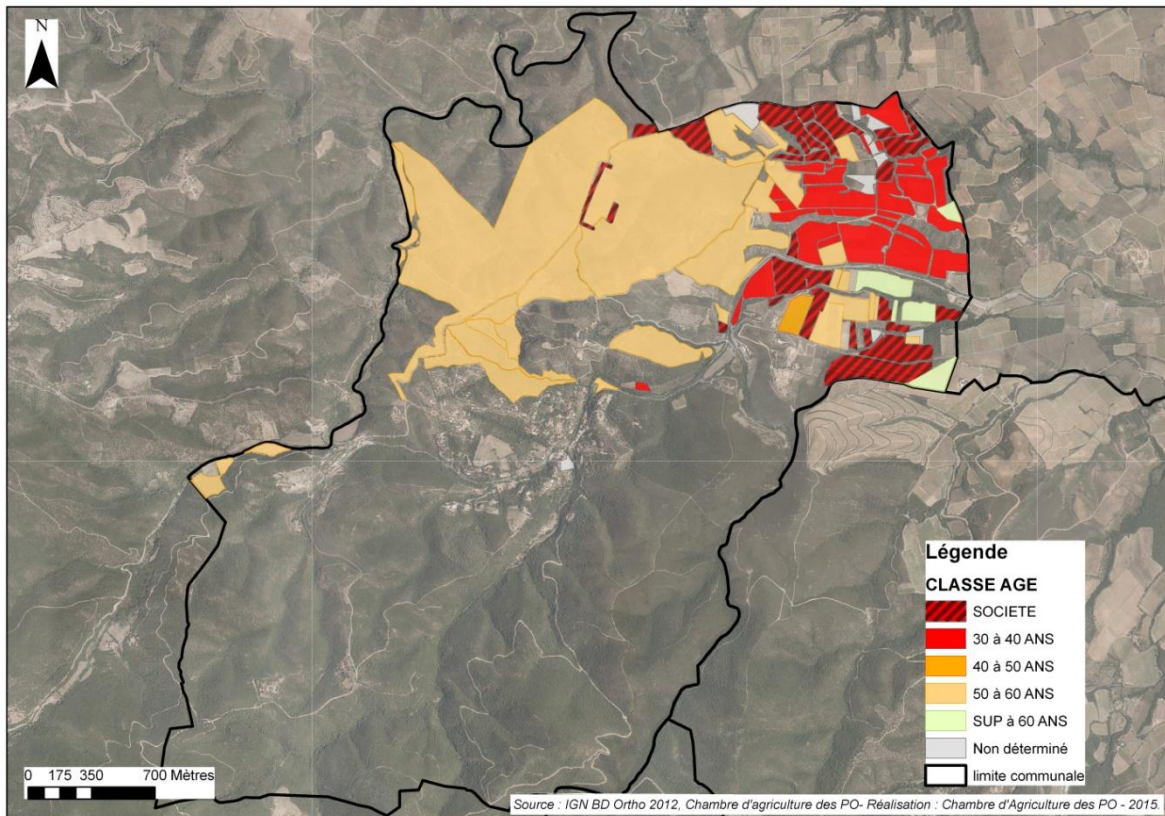 N
Légende
CLASSE AGE
SOCIETE
30 à 40 ANS
40 à 50 ANS
50 à 60 ANS
SUP à 60 ANS
Non déterminé
limite communale
0 175 350 700 Mètres
Source : IGN BD Ortho 2012, Chambre d'agriculture des PO- Réalisation : Chambre d'Agriculture des PO - 2015.